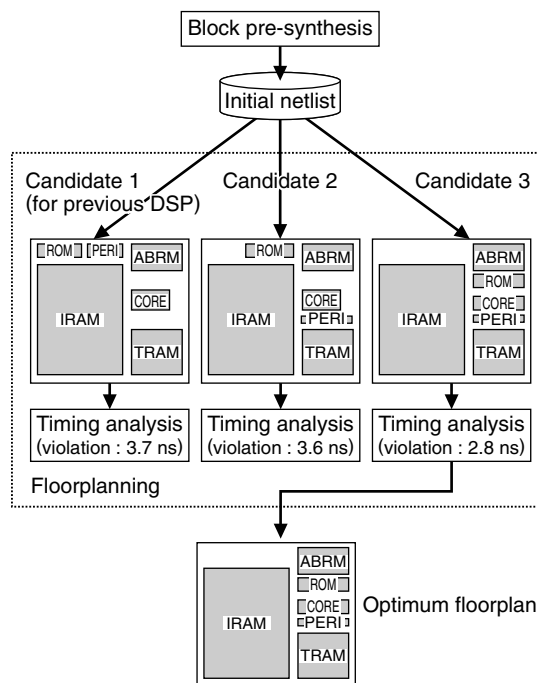 Block pre-synthesis
Initial netlist
Candidate 1
(for previous DSP)
Candidate 2
Candidate 3
ROM PERI ABRM
CORE
IRAM
TRAM
ROM ABRM
CORE
PERI
IRAM
TRAM
ABRM
ROM
CORE
PERI
IRAM
TRAM
Timing analysis
(violation : 3.7 ns)
Timing analysis
(violation : 3.6 ns)
Timing analysis
(violation : 2.8 ns)
Floorplanning
ABRM
ROM
CORE
PERI
IRAM
TRAM
Optimum floorplan